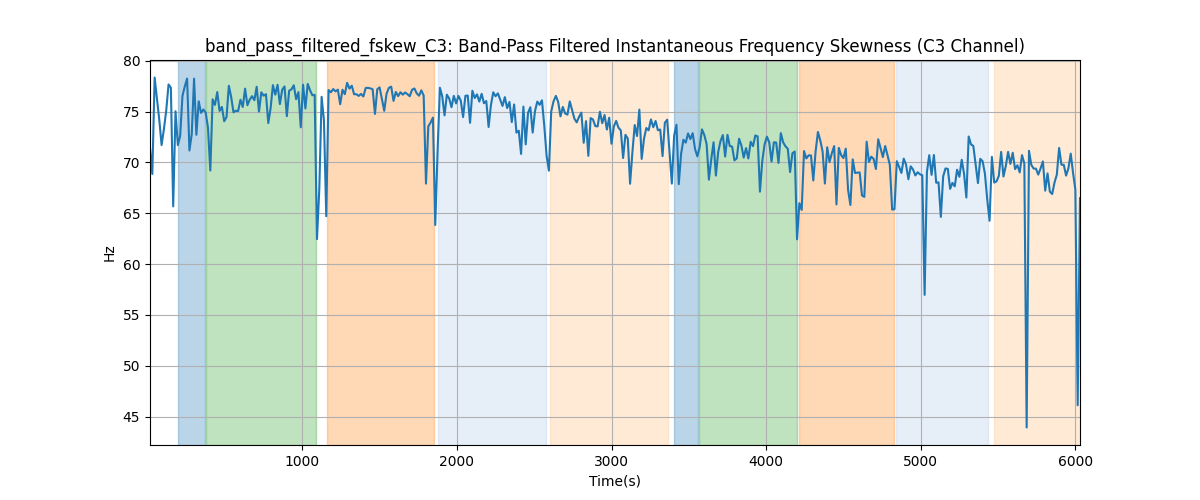 band_pass_filtered_fskew_C3: Band-Pass Filtered Instantaneous Frequency Skewness (C3 Channel)
80
75
70
65
60
55
50
45
Hz
1000 2000 3000 4000 5000 6000
Time(s)